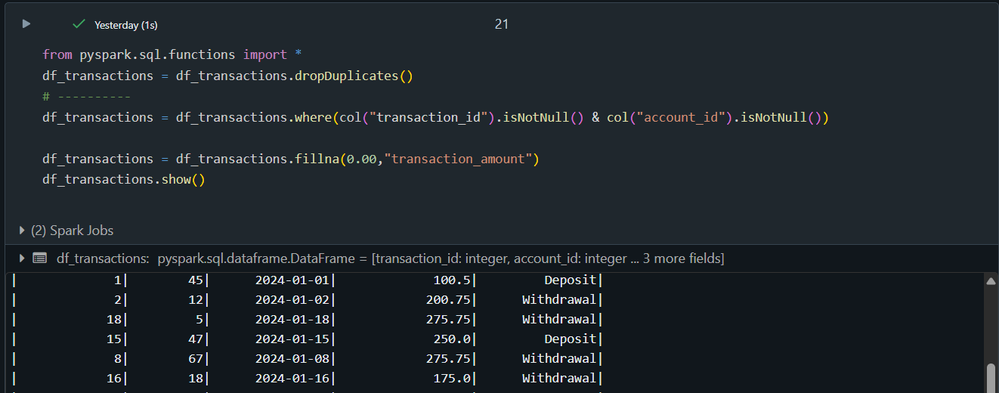 Yesterday (1s)
21
from pyspark.sql.functions import *
df_transactions = df_transactions.dropDuplicates()
# ----------
df_transactions = df_transactions.where(col("transaction_id").isNotNull() & col("account_id").isNotNull())
df_transactions = df_transactions.fillna(0.00,"transaction_amount")
df_transactions.show()
(2) Spark Jobs
df_transactions: pyspark.sql.dataframe.DataFrame = [transaction_id: integer, account_id: integer ... 3 more fields]
| 1| 45| 2024-01-01| 100.5| Deposit|
| 2| 12| 2024-01-02| 200.75| Withdrawal|
| 18| 5| 2024-01-18| 275.75| Withdrawal|
| 15| 47| 2024-01-15| 250.0| Deposit|
| 8| 67| 2024-01-08| 275.75| Withdrawal|
| 16| 18| 2024-01-16| 175.0| Withdrawal|